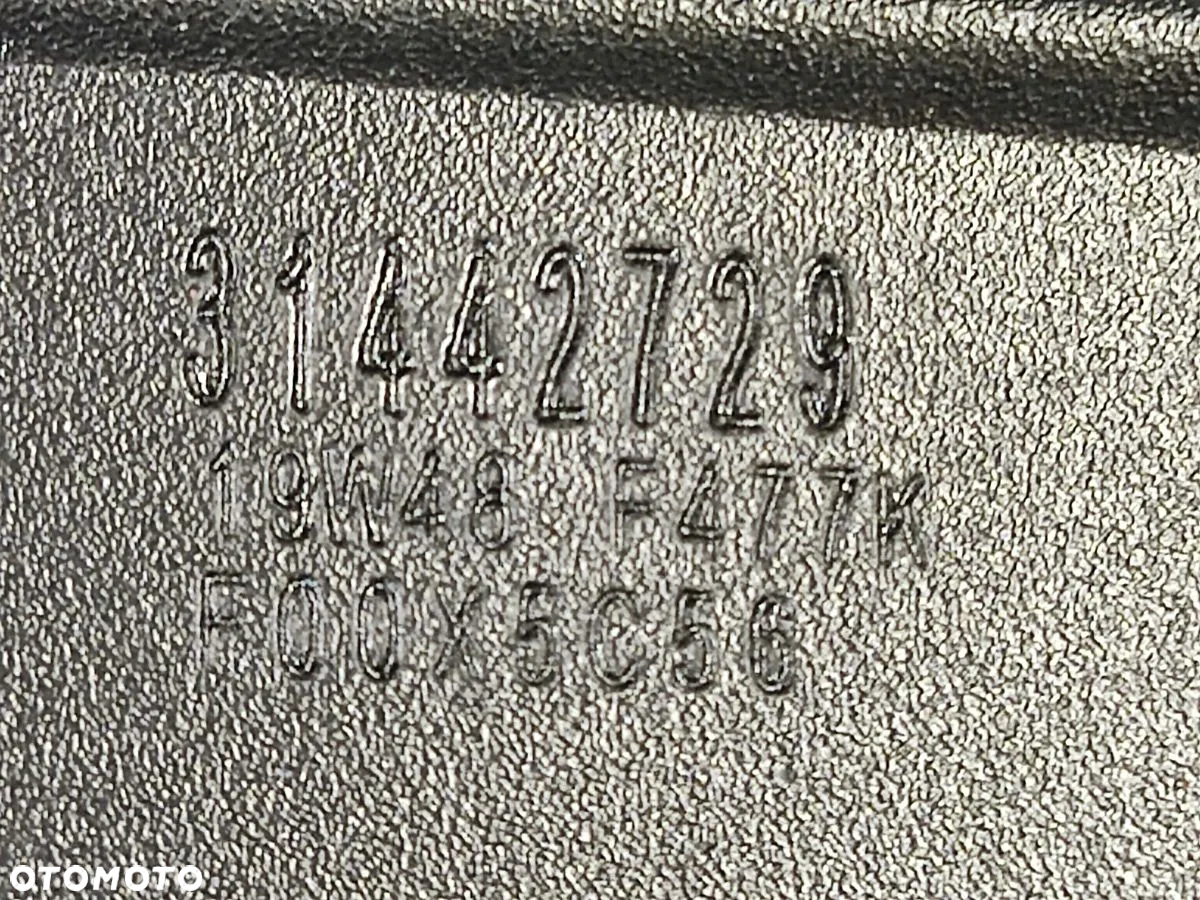 31442729
19W48 F477K
F00X5C56
OTOMOTO